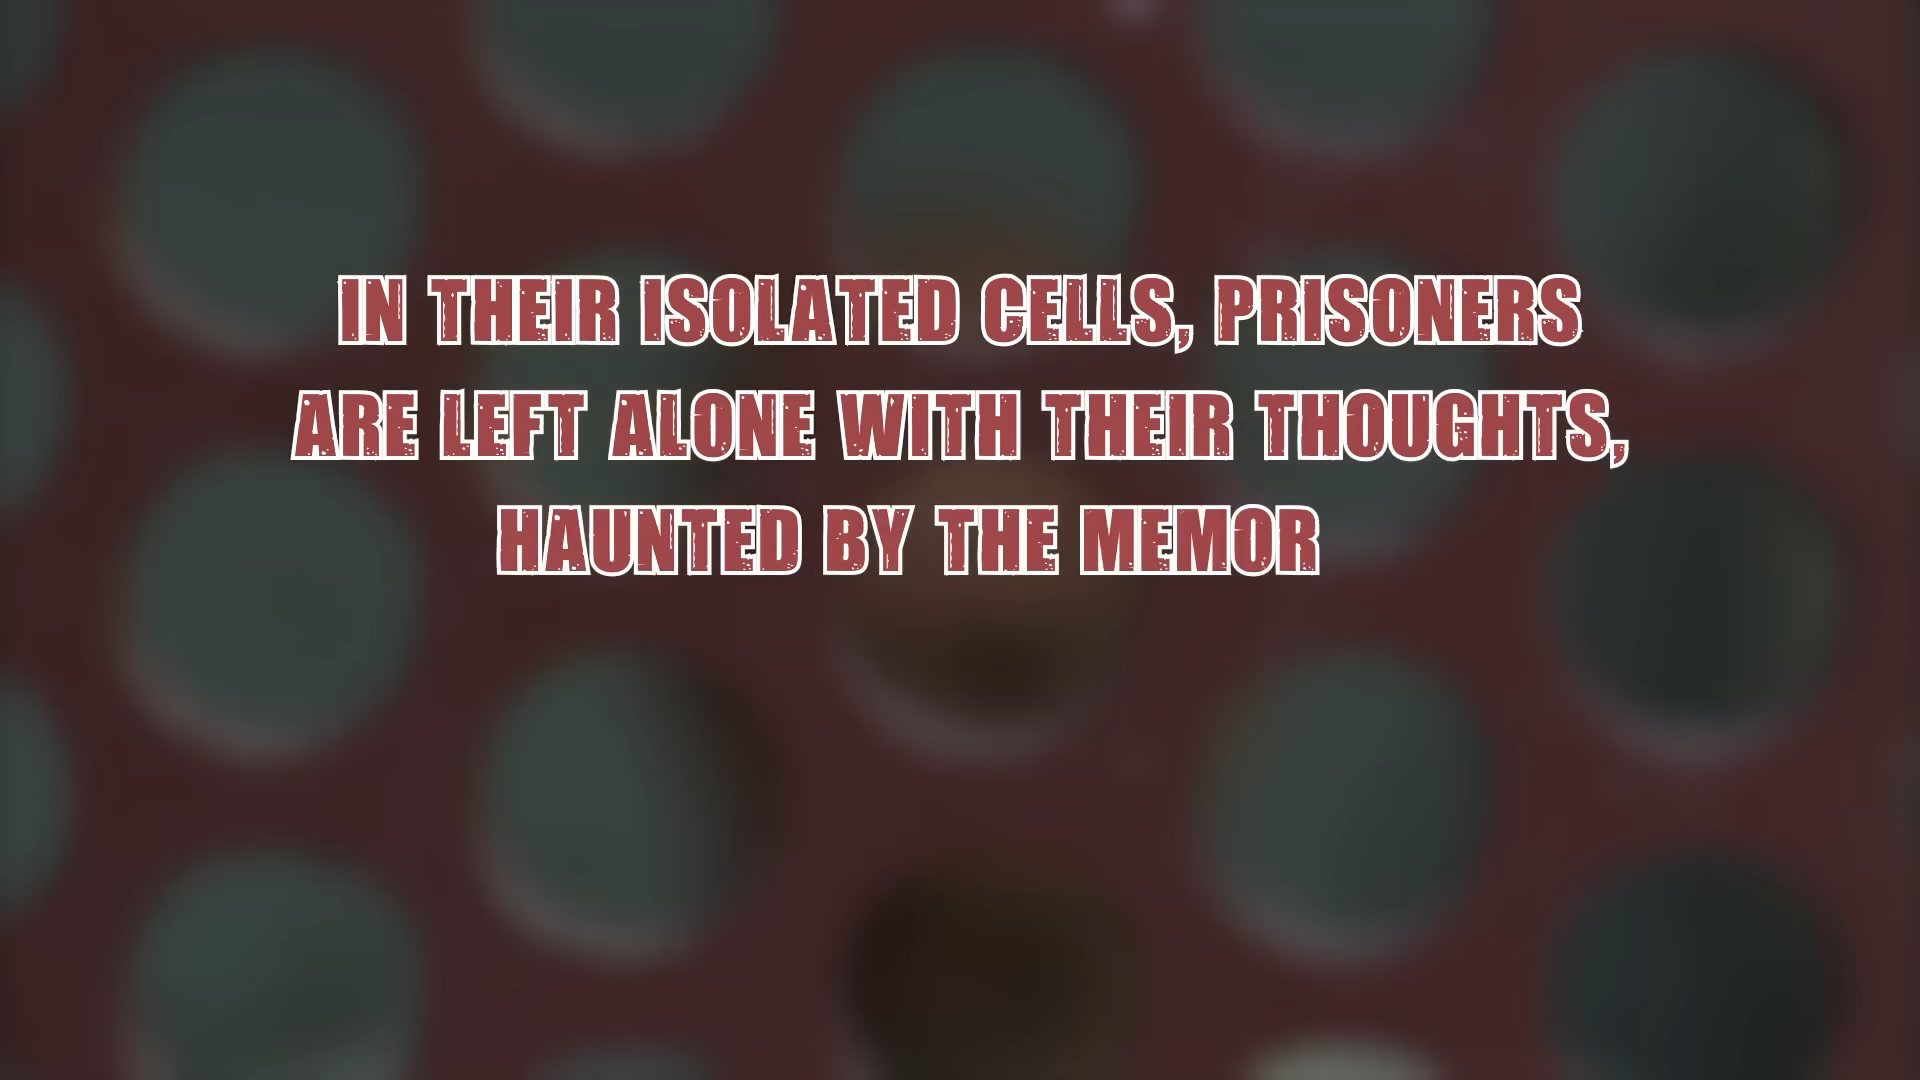 IN THEIR ISOLATED CELLS, PRISONERS
ARE LEFT ALONE WITH THEIR THOUGHTS,
HAUNTED BY THE MEMOR